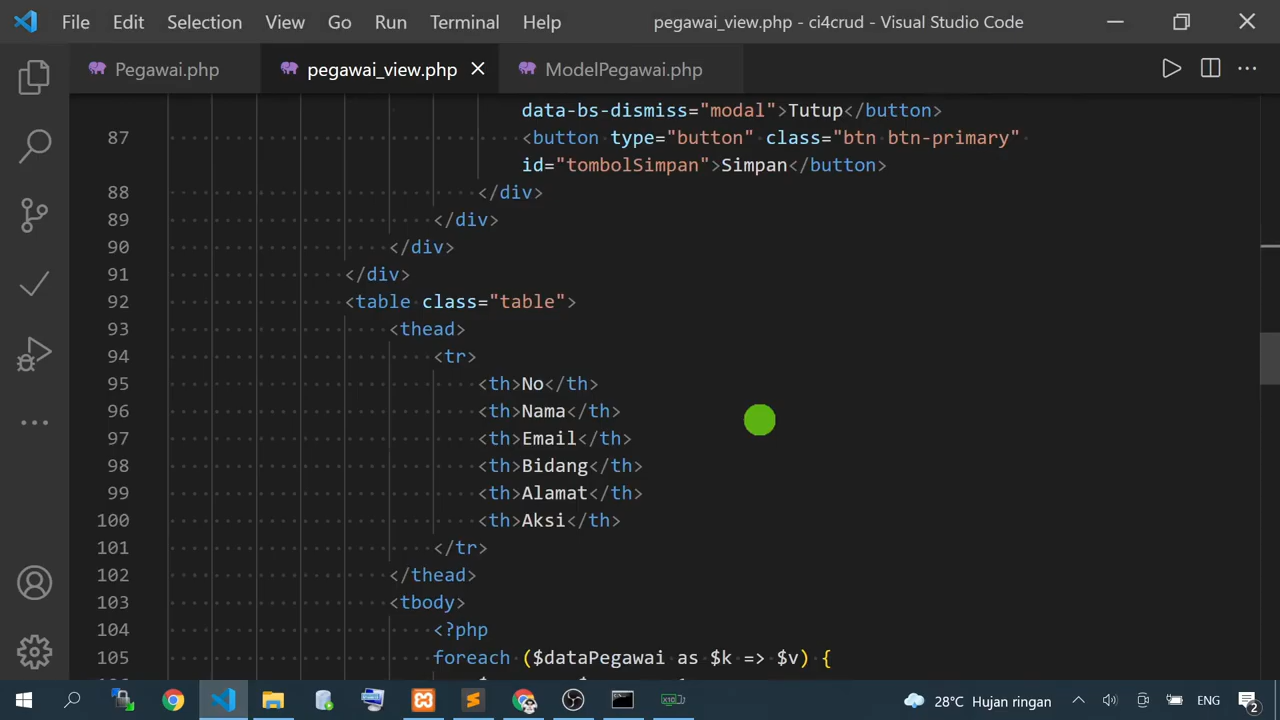 File Edit Selection View Go Run Terminal Help pegawai_view.php - ci4crud - Visual Studio Code
Pegawai.php pegawai_view.php ModelPegawai.php
data-bs-dismiss="modal">Tutup</button>
87 <button type="button" class="btn btn-primary"
id="tombolSimpan">Simpan</button>
88 </div>
89 </div>
90 </div>
91 </div>
92 <table class="table">
93 <thead>
94 <tr>
95 <th>No</th>
96 <th>Nama</th>
97 <th>Email</th>
98 <th>Bidang</th>
99 <th>Alamat</th>
100 <th>Aksi</th>
101 </tr>
102 </thead>
103 <tbody>
104 <?php
105 foreach ($dataPegawai as $k => $v) {
28°C Hujan ringan ENG 2